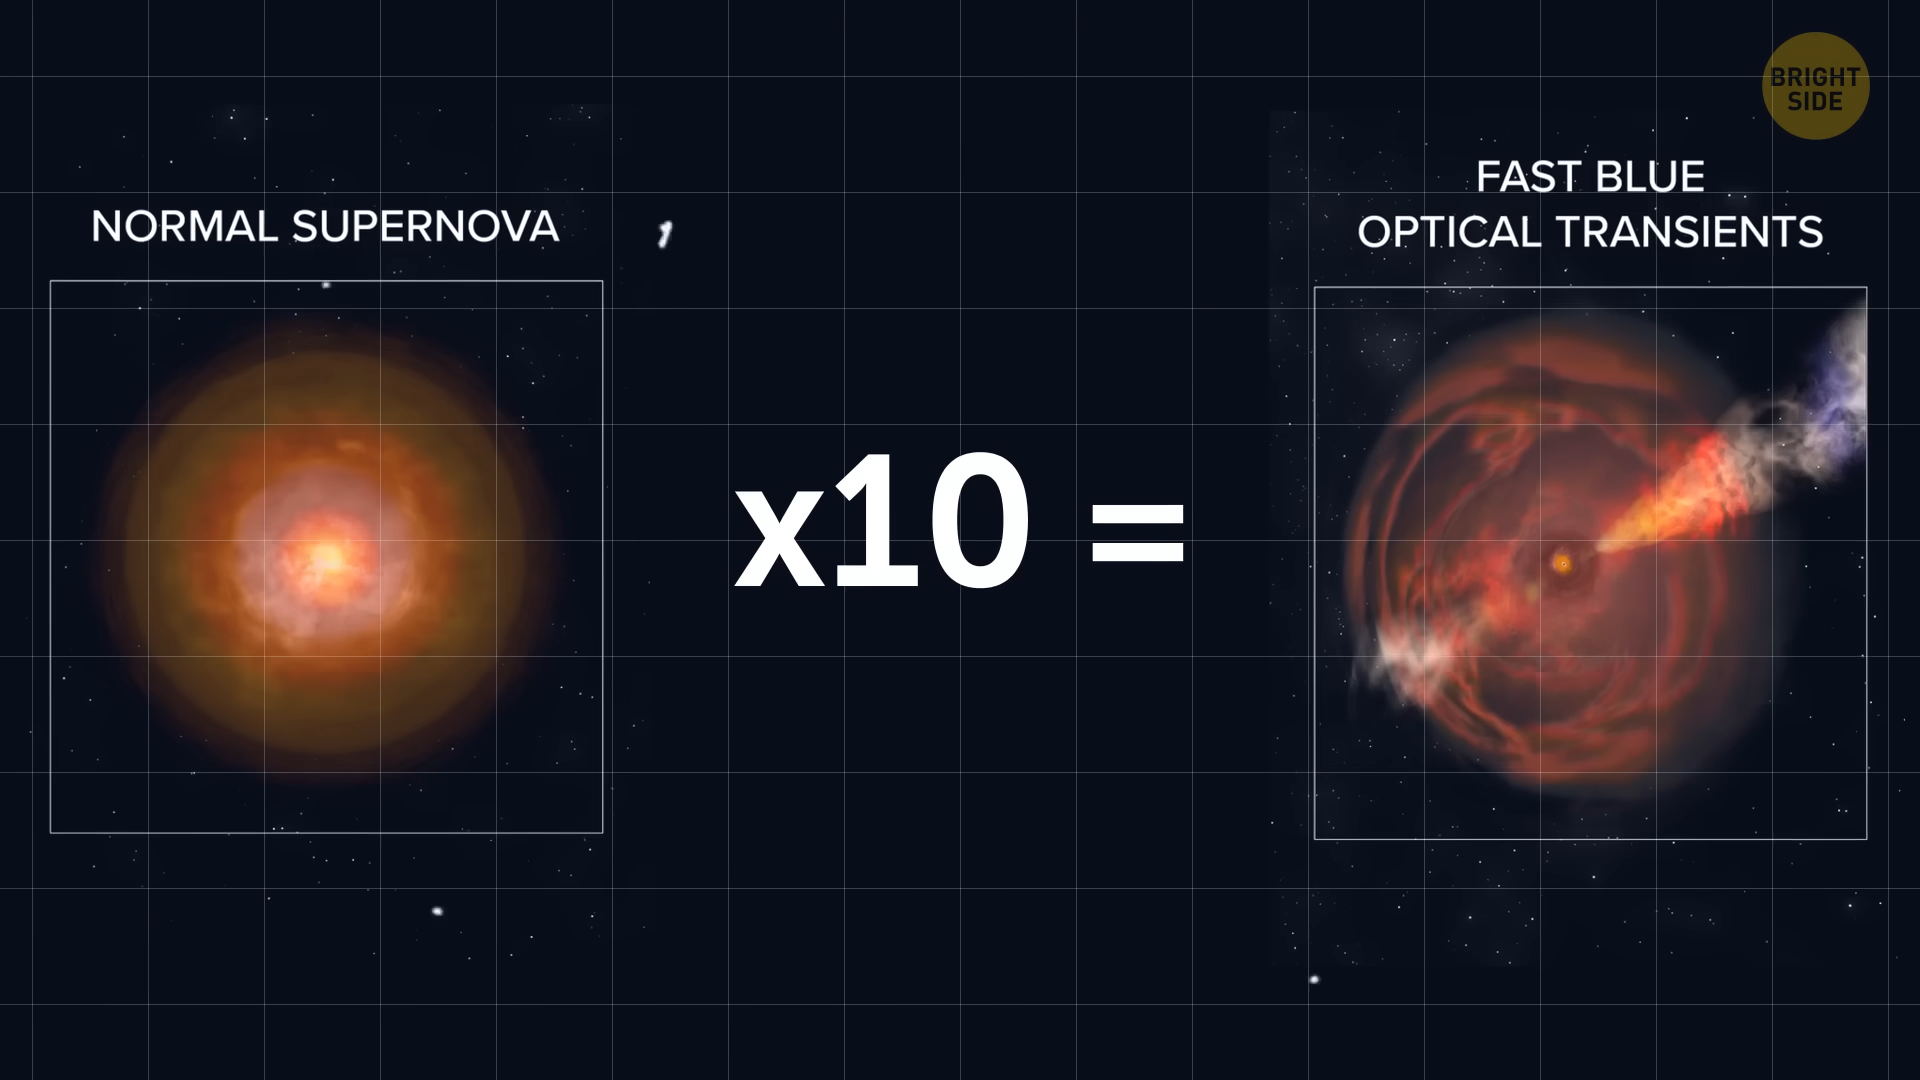 BRIGHT
SIDE
NORMAL SUPERNOVA
FAST BLUE
OPTICAL TRANSIENTS
x10 =